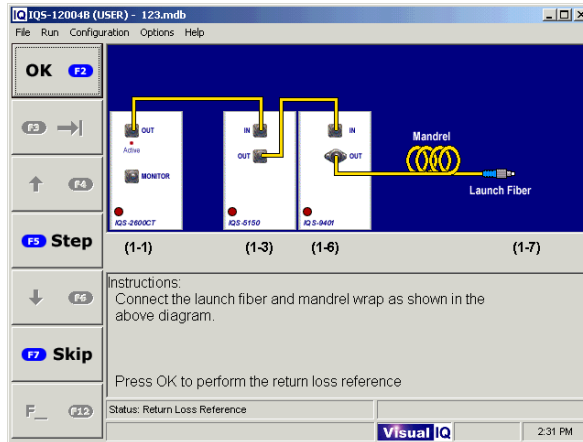 IQ IQS-12004B (USER) - 123.mdb
File Run Configuration Options Help
OK F2
F3
F4
F5 Step
F6
F7 Skip
F_ F12
OUT
Active
MONITOR
IQS-2600CT
IN
OUT
IQS-5150
IN
OUT
IQS-9401
Mandrel
Launch Fiber
(1-1) (1-3) (1-6) (1-7)
Instructions:
Connect the launch fiber and mandrel wrap as shown in the
above diagram.
Press OK to perform the return loss reference
Status: Return Loss Reference
Visual IQ
2:31 PM